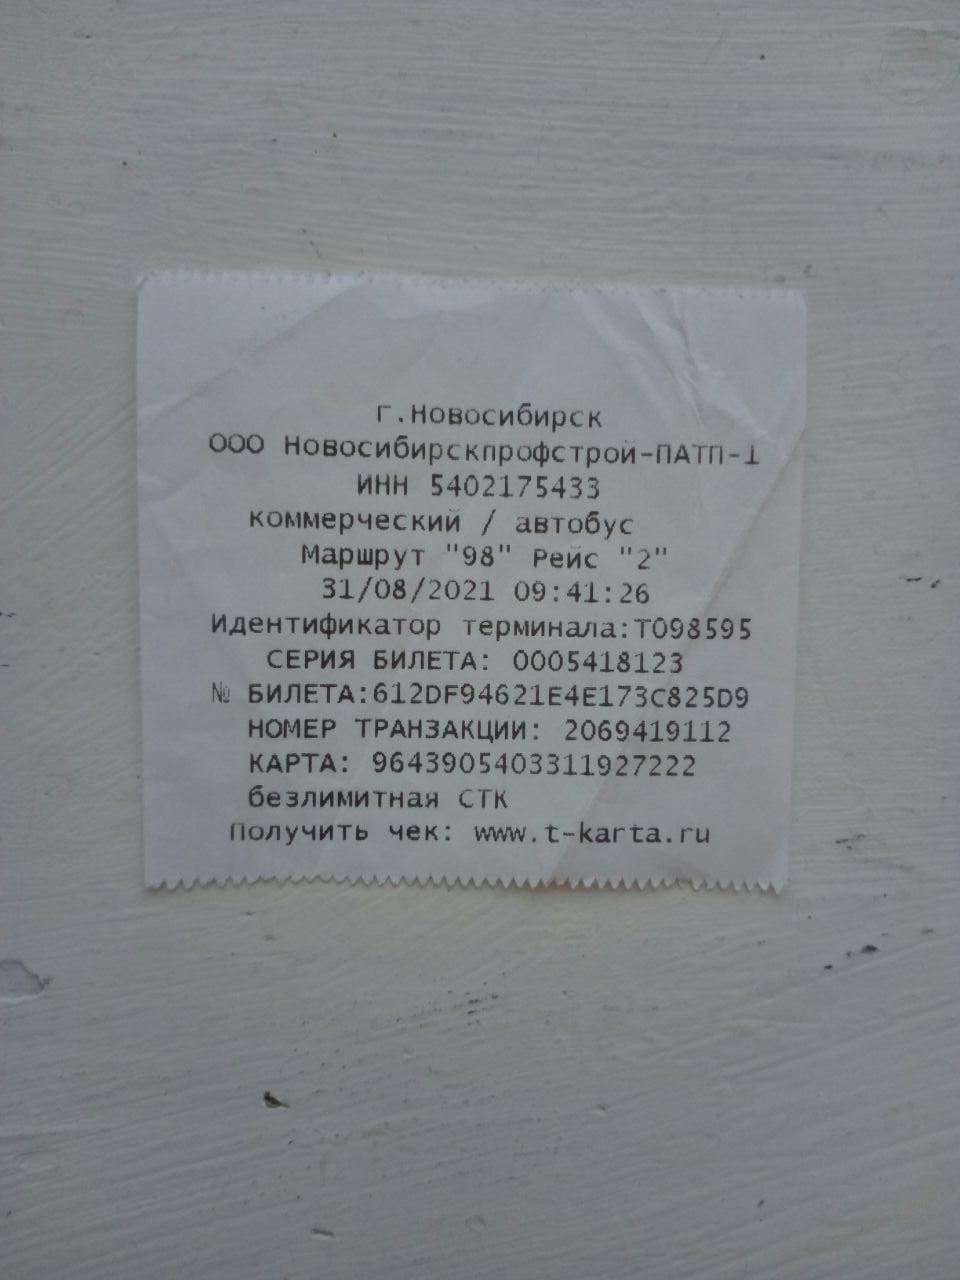 г.Новосибирск
ООО Новосибирскпрофстрой-ПАТП-1
ИНН 5402175433
коммерческий / автобус
Маршрут "98" Рейс "2"
31/08/2021 09:41:26
Идентификатор терминала:T098595
СЕРИЯ БИЛЕТА: 0005418123
№ БИЛЕТА:612DF94621E4E173C825D9
НОМЕР ТРАНЗАКЦИИ: 2069419112
КАРТА: 9643905403311927222
безлимитная СТК
Получить чек: www.t-karta.ru